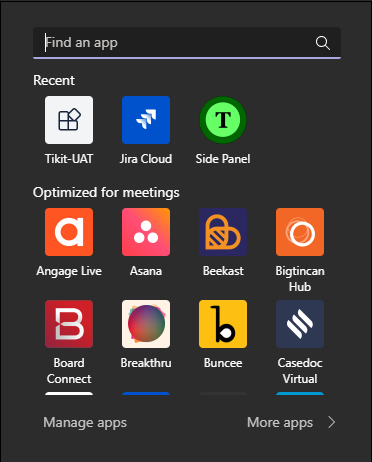 Find an app
Recent
Tikit-UAT Jira Cloud Side Panel
Optimized for meetings
Angage Live Asana Beekast Bigtincan
Hub
Board Breakthru Buncee Casedoc
Connect Virtual
Manage apps More apps